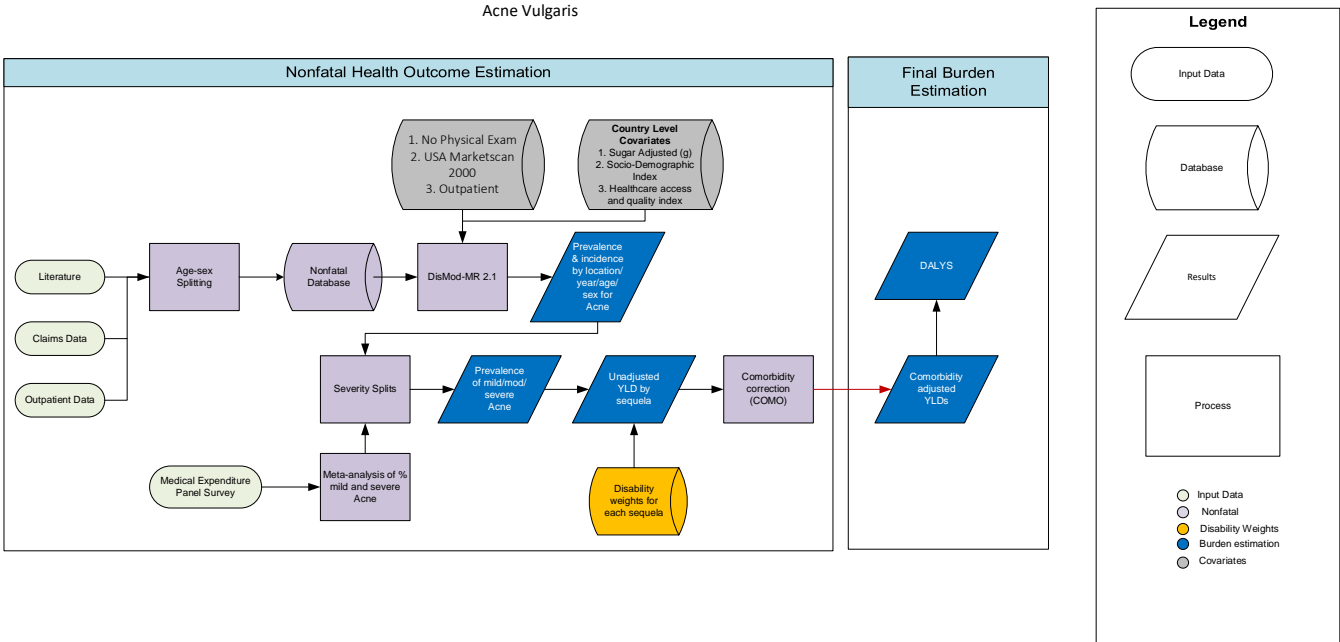 Acne Vulgaris
Nonfatal Health Outcome Estimation
Final Burden
Estimation
Legend
1. No Physical Exam
2. USA Marketscan
2000
3. Outpatient
Country Level
Covariates
1. Sugar Adjusted (g)
2. Socio-Demographic
Index
3. Healthcare access
and quality index
Literature
Claims Data
Outpatient Data
Age-sex
Splitting
Nonfatal
Database
DisMod-MR 2.1
Prevalence
& incidence
by location/
year/age/
sex for
Acne
Severity Splits
Prevalence
of mild/mod/
severe
Acne
Unadjusted
YLD by
sequela
Comorbidity
correction
(COMO)
Medical Expenditure
Panel Survey
Meta-analysis of %
mild and severe
Acne
Disability
weights for
each sequela
DALYS
Comorbidity
adjusted
YLDs
Input Data
Database
Results
Process
Input Data
Nonfatal
Disability Weights
Burden estimation
Covariates